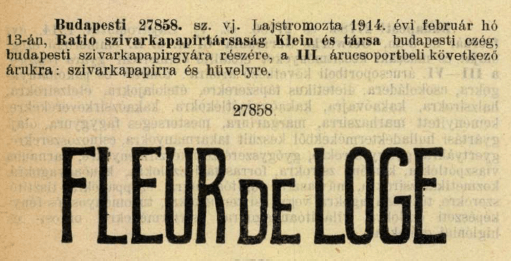 Budapesti 27858. sz. vj. Lajstromozta 1914. évi február hó
13-án, Ratio szivarkapapirtársaság Klein és társa budapesti czég,
budapesti szivarkapapirgyára részére, a III. árucsoportbeli következő
árukra: szivarkapapirra és hüvelyre.
27858
FLEUR DE LOGE